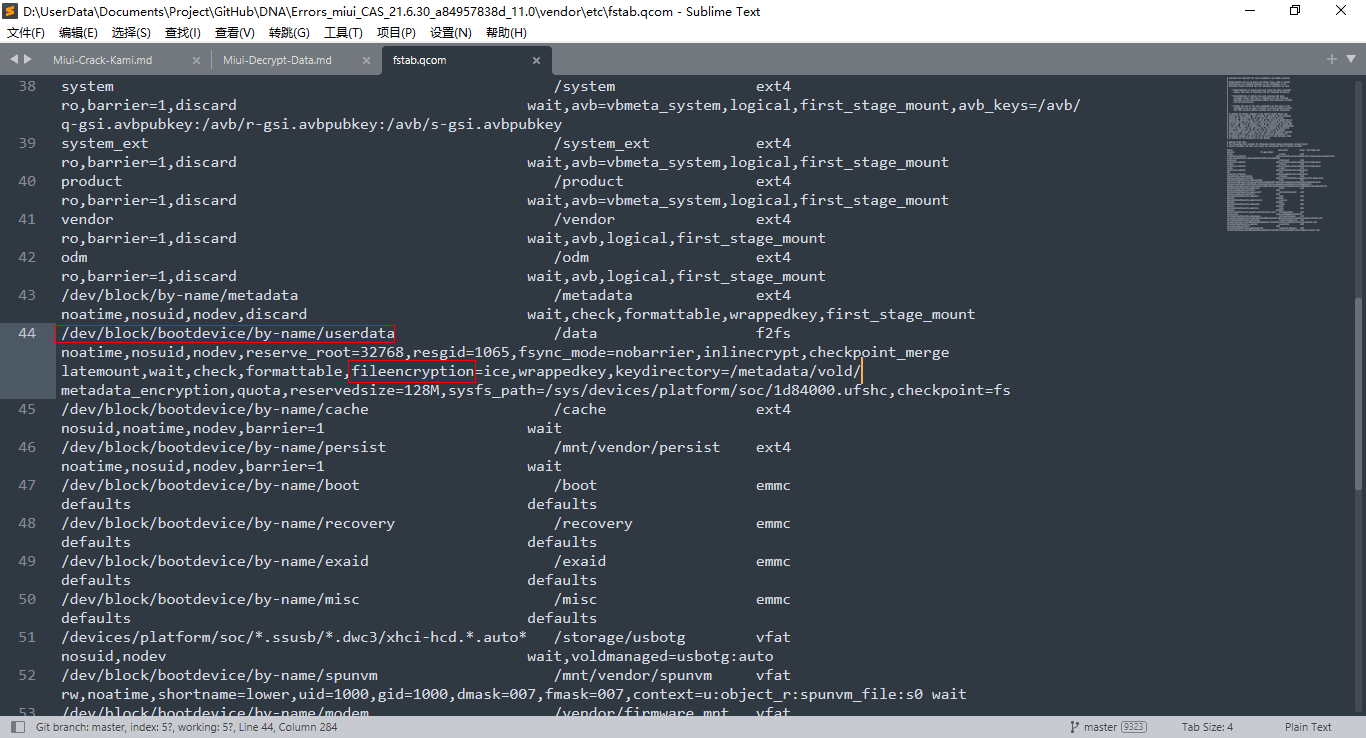 D:\UserData\Documents\Project\GitHub\DNA\Errors_miui_CAS_21.6.30_a84957838d_11.0\vendor\etc\fstab.qcom - Sublime Text
文件(F) 编辑(E) 选择(S) 查找(I) 查看(V) 转跳(G) 工具(T) 项目(P) 设置(N) 帮助(H)
Miui-Crack-Kami.md × Miui-Decrypt-Data.md × fstab.qcom ×
38 system /system ext4
ro,barrier=1,discard wait,avb=vbmeta_system,logical,first_stage_mount,avb_keys=/avb/
q-gsi.avbpubkey:/avb/r-gsi.avbpubkey:/avb/s-gsi.avbpubkey
39 system_ext /system_ext ext4
ro,barrier=1,discard wait,avb=vbmeta_system,logical,first_stage_mount
40 product /product ext4
ro,barrier=1,discard wait,avb=vbmeta_system,logical,first_stage_mount
41 vendor /vendor ext4
ro,barrier=1,discard wait,avb,logical,first_stage_mount
42 odm /odm ext4
ro,barrier=1,discard wait,avb,logical,first_stage_mount
43 /dev/block/by-name/metadata /metadata ext4
noatime,nosuid,nodev,discard wait,check,formattable,wrappedkey,first_stage_mount
44 /dev/block/bootdevice/by-name/userdata /data f2fs
noatime,nosuid,nodev,reserve_root=32768,resgid=1065,fsync_mode=nobarrier,inlinecrypt,checkpoint_merge
latemount,wait,check,formattable,fileencryption=ice,wrappedkey,keydirectory=/metadata/vold/
metadata_encryption,quota,reservedsize=128M,sysfs_path=/sys/devices/platform/soc/1d84000.ufshc,checkpoint=fs
45 /dev/block/bootdevice/by-name/cache /cache ext4
nosuid,noatime,nodev,barrier=1 wait
46 /dev/block/bootdevice/by-name/persist /mnt/vendor/persist ext4
noatime,nosuid,nodev,barrier=1 wait
47 /dev/block/bootdevice/by-name/boot /boot emmc
defaults defaults
48 /dev/block/bootdevice/by-name/recovery /recovery emmc
defaults defaults
49 /dev/block/bootdevice/by-name/exaid /exaid emmc
defaults defaults
50 /dev/block/bootdevice/by-name/misc /misc emmc
defaults defaults
51 /devices/platform/soc/*.ssusb/*.dwc3/xhci-hcd.*.auto* /storage/usbotg vfat
nosuid,nodev wait,voldmanaged=usbotg:auto
52 /dev/block/bootdevice/by-name/spunvm /mnt/vendor/spunvm vfat
rw,noatime,shortname=lower,uid=1000,gid=1000,dmask=007,fmask=007,context=u:object_r:spunvm_file:s0 wait
53 /dev/block/bootdevice/by-name/modem /vendor/firmware_mnt vfat
Git branch: master, index: 5?, working: 5?, Line 44, Column 284 master 9323 Tab Size: 4 Plain Text